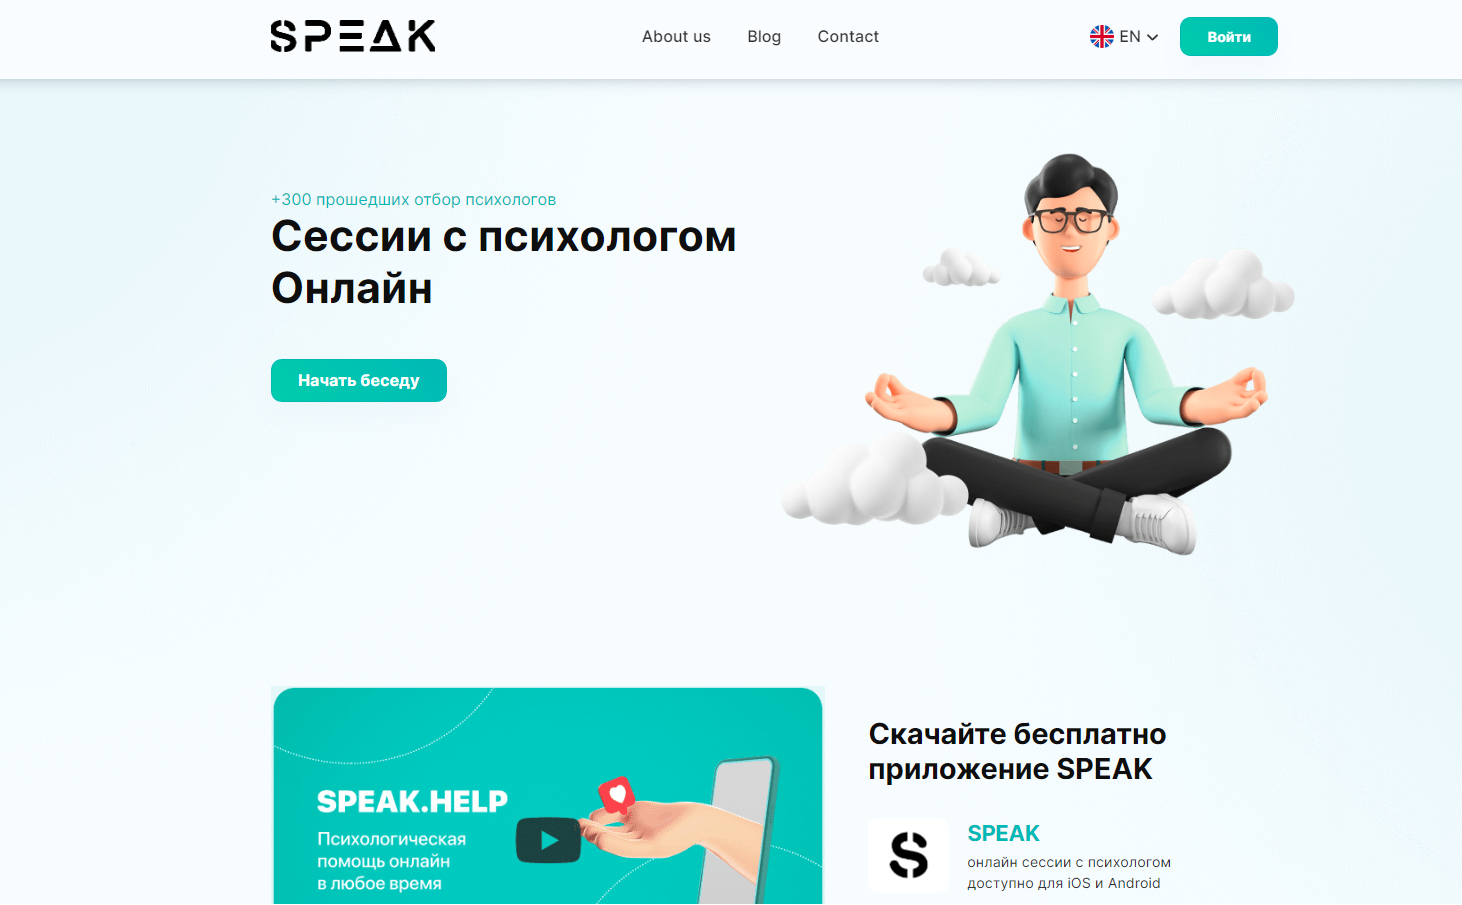 SPEAK
About us
Blog
Contact
EN
Войти
+300 прошедших отбор психологов
Сессии с психологом
Онлайн
Начать беседу
SPEAK.HELP
Психологическая
помощь онлайн
в любое время
Скачайте бесплатно
приложение SPEAK
S
SPEAK
онлайн сессии с психологом
доступно для iOS и Android